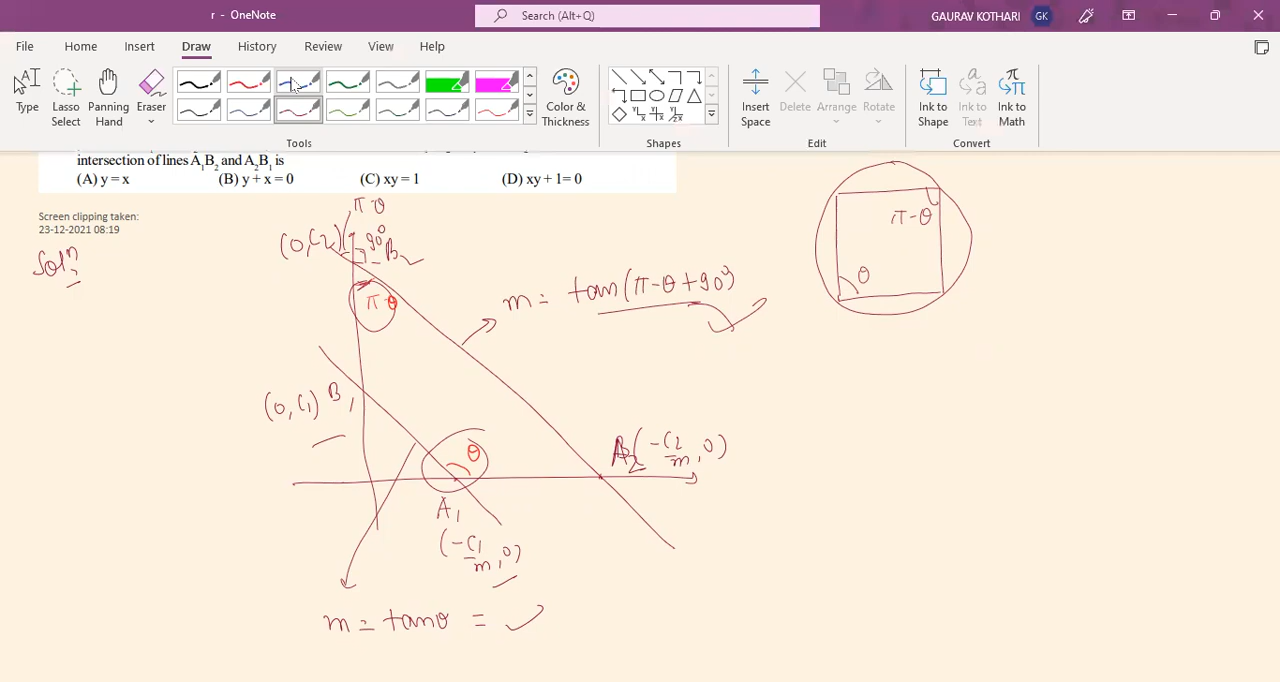 r - OneNote
Search (Alt+Q)
GAURAV KOTHARI
GK
File Home Insert Draw History Review View Help
Type
Lasso Select
Panning Hand
Eraser
Color & Thickness
Insert Space
Delete
Arrange
Rotate
Ink to Shape
Ink to Text
Ink to Math
Tools
Shapes
Edit
Convert
intersection of lines A₁B₂ and A₂B₁ is
(A) y = x (B) y + x = 0 (C) xy = 1 (D) xy + 1 = 0
Screen clipping taken:
23-12-2021 08:19
Solⁿ
π-θ
(0, C₂)
90°
B₂
π-θ
m = tan(π-θ+90°)
π-θ
θ
(0, C₁) B₁
θ
A₂(-C₂/m, 0)
A₁
(-C₁/m, 0)
m = tanθ =